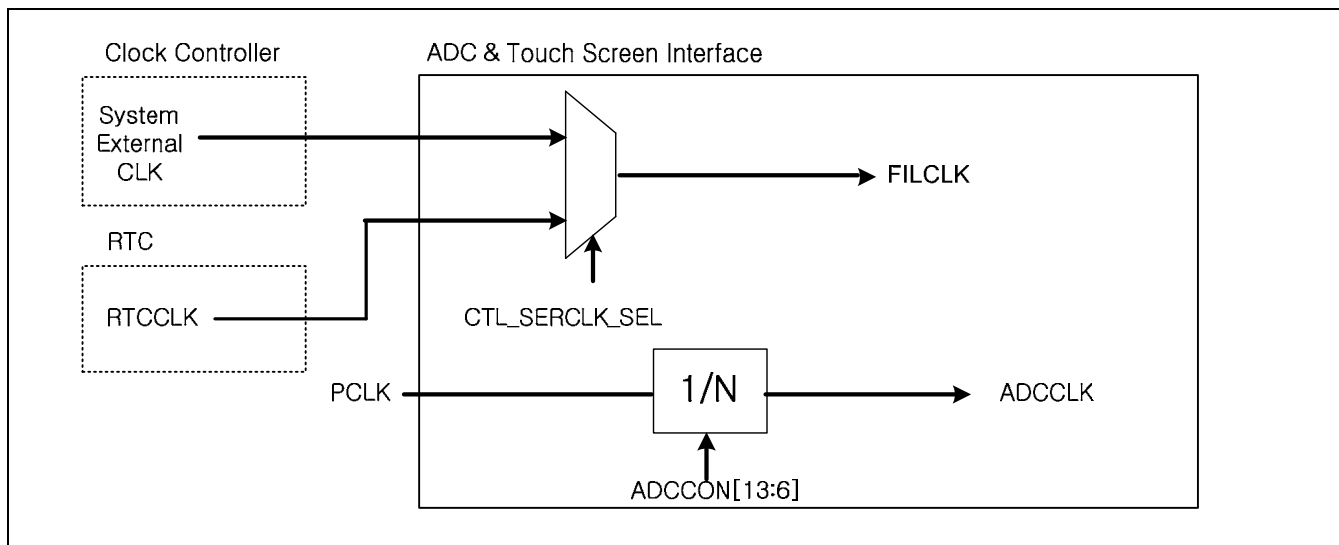 Clock Controller
ADC & Touch Screen Interface
System
External
CLK
FILCLK
RTC
RTCCLK
CTL_SERCLK_SEL
PCLK
1/N
ADCCLK
ADCCON[13:6]